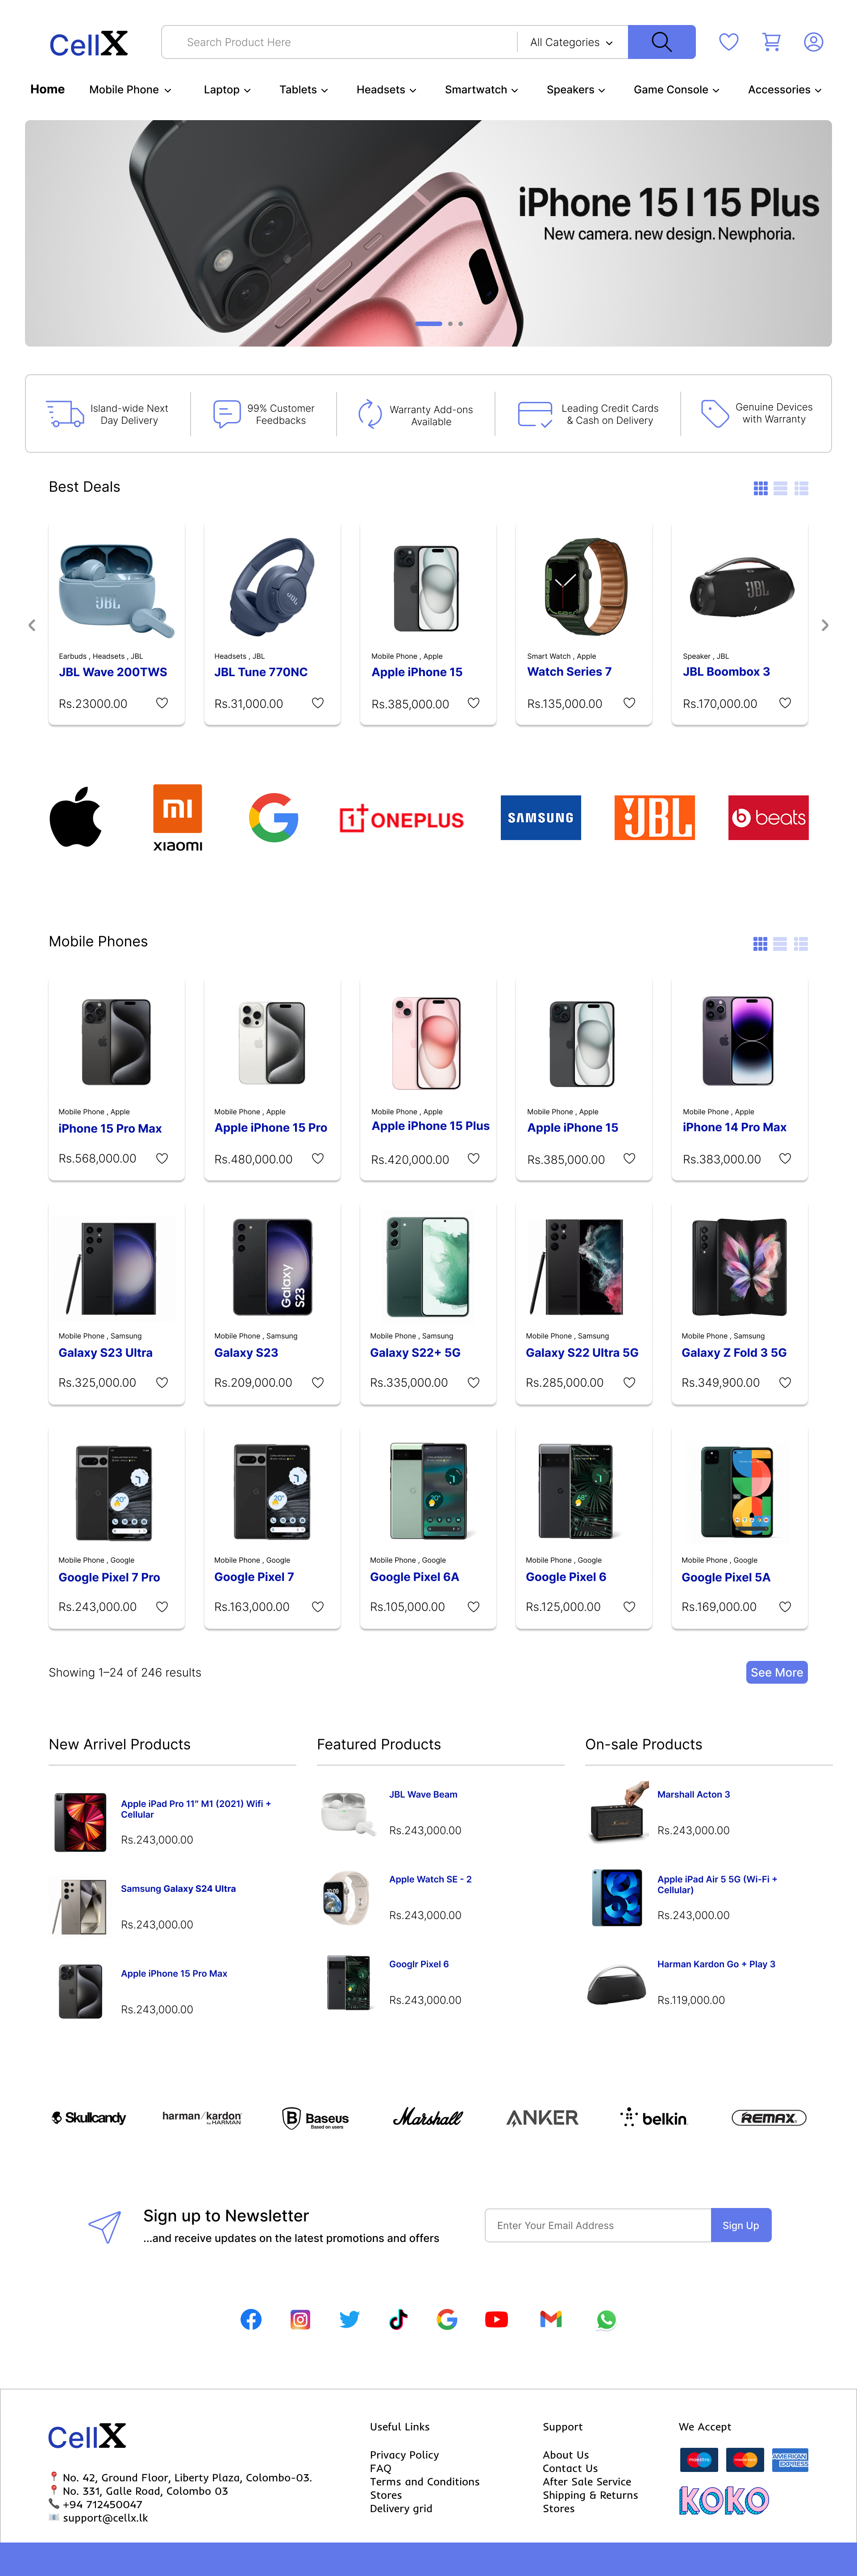 CellX
Search Product Here
All Categories
Home
Mobile Phone
Laptop
Tablets
Headsets
Smartwatch
Speakers
Game Console
Accessories
iPhone 15 I 15 Plus
New camera. new design. Newphoria.
Island-wide Next
Day Delivery
99% Customer
Feedbacks
Warranty Add-ons
Available
Leading Credit Cards
& Cash on Delivery
Genuine Devices
with Warranty
Best Deals
JBL
JBL
JBL
Earbuds , Headsets , JBL
JBL Wave 200TWS
Rs.23000.00
Headsets , JBL
JBL Tune 770NC
Rs.31,000.00
Mobile Phone , Apple
Apple iPhone 15
Rs.385,000.00
Smart Watch , Apple
Watch Series 7
Rs.135,000.00
Speaker , JBL
JBL Boombox 3
Rs.170,000.00
mi
xiaomi
G
1+ ONEPLUS
SAMSUNG
JBL
b beats
Mobile Phones
Mobile Phone , Apple
iPhone 15 Pro Max
Rs.568,000.00
Mobile Phone , Apple
Apple iPhone 15 Pro
Rs.480,000.00
Mobile Phone , Apple
Apple iPhone 15 Plus
Rs.420,000.00
Mobile Phone , Apple
Apple iPhone 15
Rs.385,000.00
Mobile Phone , Apple
iPhone 14 Pro Max
Rs.383,000.00
Galaxy
S23
Mobile Phone , Samsung
Galaxy S23 Ultra
Rs.325,000.00
Mobile Phone , Samsung
Galaxy S23
Rs.209,000.00
Mobile Phone , Samsung
Galaxy S22+ 5G
Rs.335,000.00
Mobile Phone , Samsung
Galaxy S22 Ultra 5G
Rs.285,000.00
Mobile Phone , Samsung
Galaxy Z Fold 3 5G
Rs.349,900.00
Mobile Phone , Google
Google Pixel 7 Pro
Rs.243,000.00
Mobile Phone , Google
Google Pixel 7
Rs.163,000.00
Mobile Phone , Google
Google Pixel 6A
Rs.105,000.00
Mobile Phone , Google
Google Pixel 6
Rs.125,000.00
Mobile Phone , Google
Google Pixel 5A
Rs.169,000.00
Showing 1–24 of 246 results
See More
New Arrivel Products
Apple iPad Pro 11″ M1 (2021) Wifi +
Cellular
Rs.243,000.00
Samsung Galaxy S24 Ultra
Rs.243,000.00
Apple iPhone 15 Pro Max
Rs.243,000.00
Featured Products
JBL Wave Beam
Rs.243,000.00
Apple Watch SE - 2
Rs.243,000.00
Googlr Pixel 6
Rs.243,000.00
On-sale Products
Marshall Acton 3
Rs.243,000.00
Apple iPad Air 5 5G (Wi-Fi +
Cellular)
Rs.243,000.00
Harman Kardon Go + Play 3
Rs.119,000.00
Skullcandy
harman/kardon
by HARMAN
B Baseus
Based on users
Marshall
ANKER
belkin
REMAX
Sign up to Newsletter
...and receive updates on the latest promotions and offers
Enter Your Email Address
Sign Up
CellX
No. 42, Ground Floor, Liberty Plaza, Colombo-03.
No. 331, Galle Road, Colombo 03
+94 712450047
support@cellx.lk
Useful Links
Privacy Policy
FAQ
Terms and Conditions
Stores
Delivery grid
Support
About Us
Contact Us
After Sale Service
Shipping & Returns
Stores
We Accept
AMERICAN
EXPRESS
KOKO